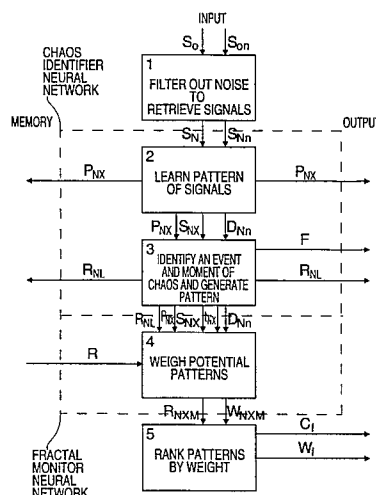 INPUT
So Son
CHAOS
IDENTIFIER
NEURAL
NETWORK
1
FILTER OUT NOISE
TO
RETRIEVE SIGNALS
MEMORY
OUTPUT
SN SNn
2
LEARN PATTERN
OF SIGNALS
PNX
PNX
PNX SNX DNn
3
IDENTIFY AN EVENT
AND MOMENT OF
CHAOS AND GENERATE
PATTERN
F
RNL
RNL
RNL PNX SNX DNn
4
WEIGH POTENTIAL
PATTERNS
R
RNXM WNXM
5
RANK PATTERNS
BY WEIGHT
CI
WI
FRACTAL
MONITOR
NEURAL
NETWORK